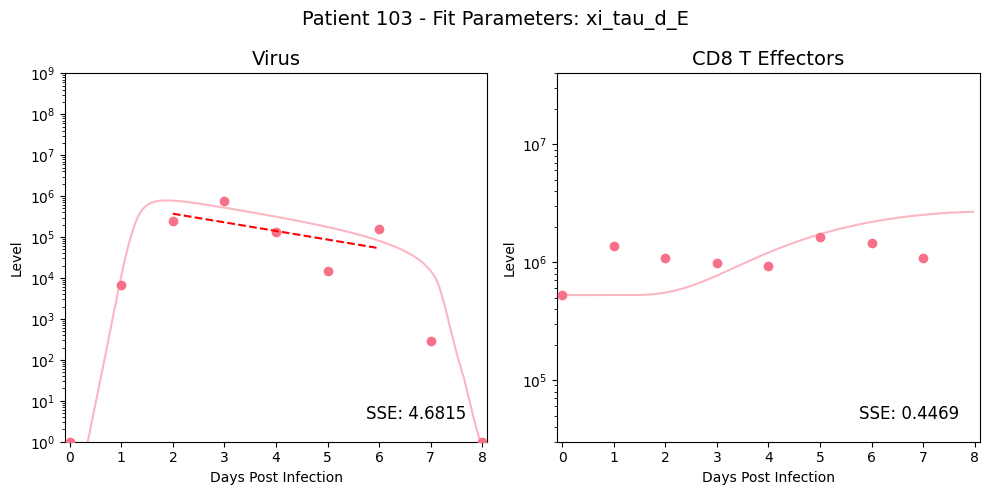 Patient 103 - Fit Parameters: xi_tau_d_E
Virus
CD8 T Effectors
Level
10^9
10^8
10^7
10^6
10^5
10^4
10^3
10^2
10^1
10^0
SSE: 4.6815
0 1 2 3 4 5 6 7 8
Days Post Infection
Level
10^7
10^6
10^5
SSE: 0.4469
0 1 2 3 4 5 6 7 8
Days Post Infection